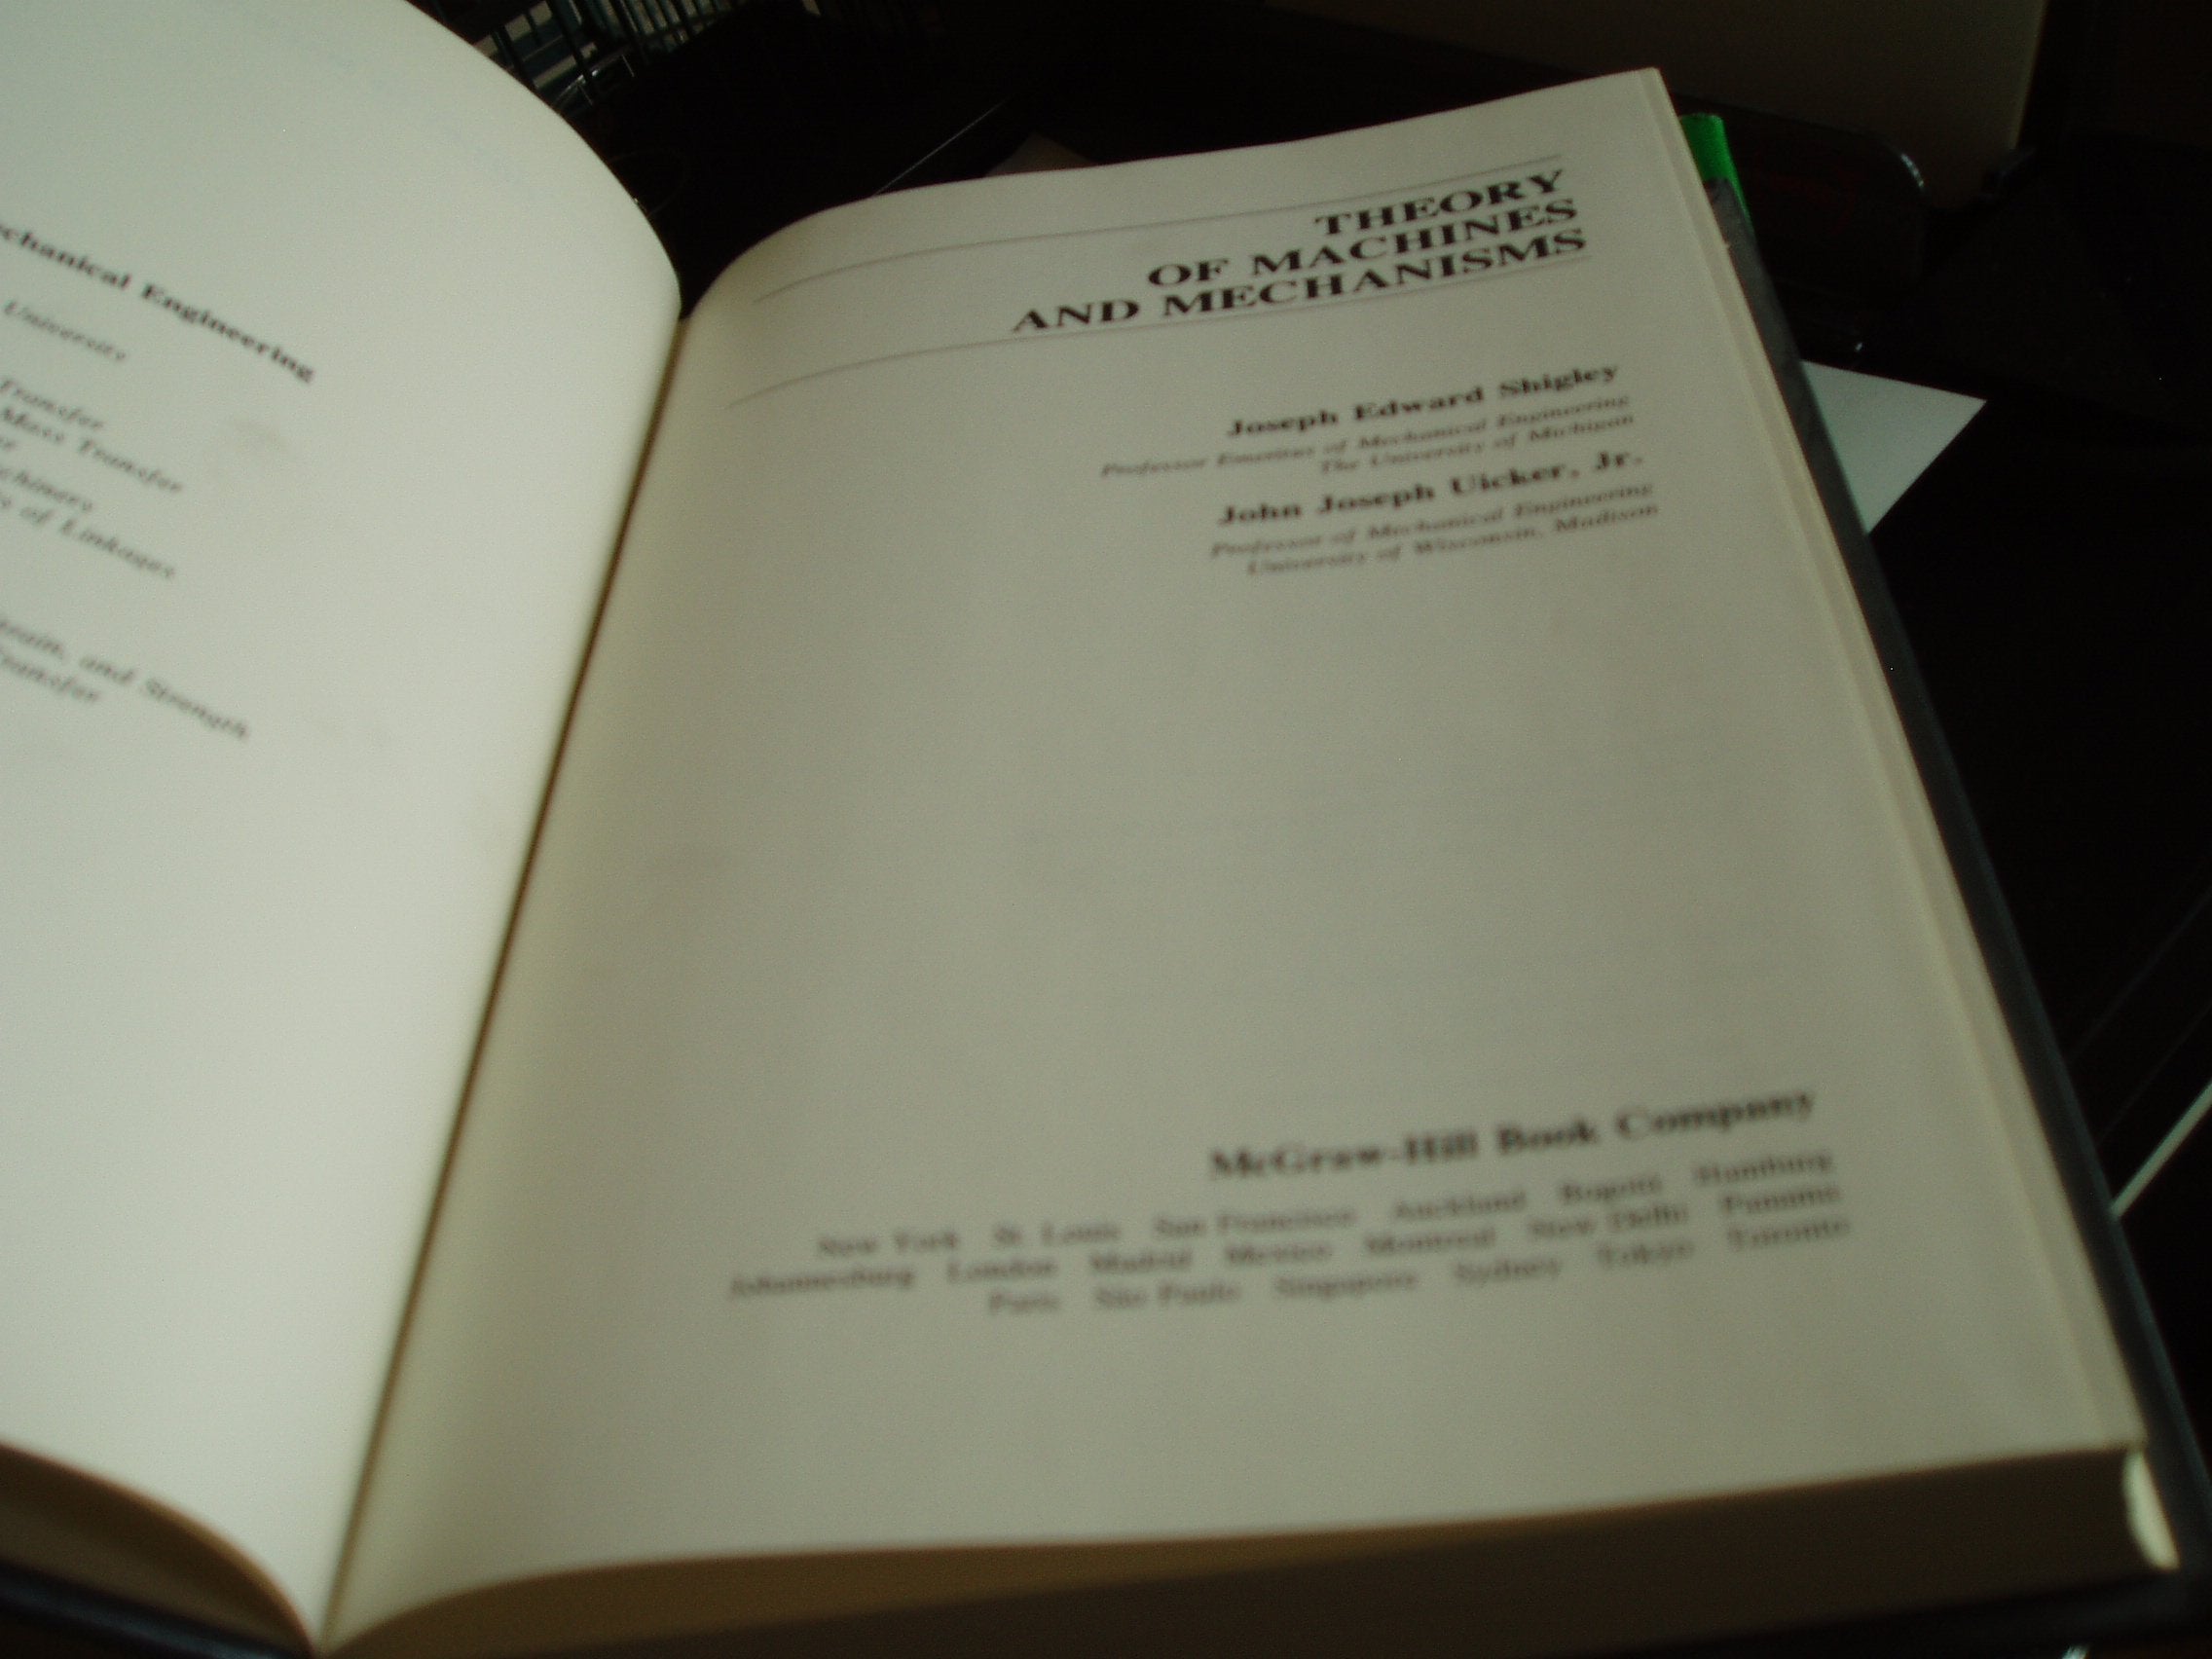 chanical Engineering
University
Transfer
Mass Transfer
chinery
of Linkages
and Strength
Transfer
THEORY
OF MACHINES
AND MECHANISMS
Joseph Edward Shigley
Professor Emeritus of Mechanical Engineering
The University of Michigan
John Joseph Uicker, Jr.
Professor of Mechanical Engineering
University of Wisconsin, Madison
McGraw-Hill Book Company
New York St. Louis San Francisco Auckland Bogotá Hamburg
Johannesburg London Madrid Mexico Montreal New Delhi Panama
Paris São Paulo Singapore Sydney Tokyo Toronto